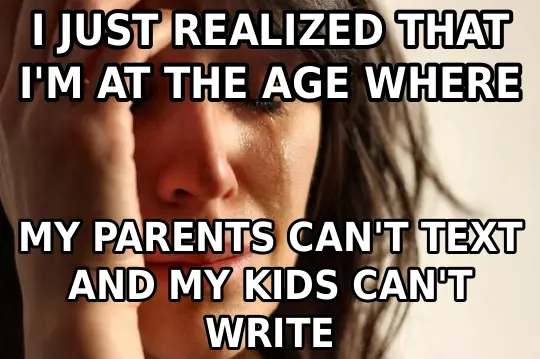 I JUST REALIZED THAT
I'M AT THE AGE WHERE
MY PARENTS CAN'T TEXT
AND MY KIDS CAN'T
WRITE